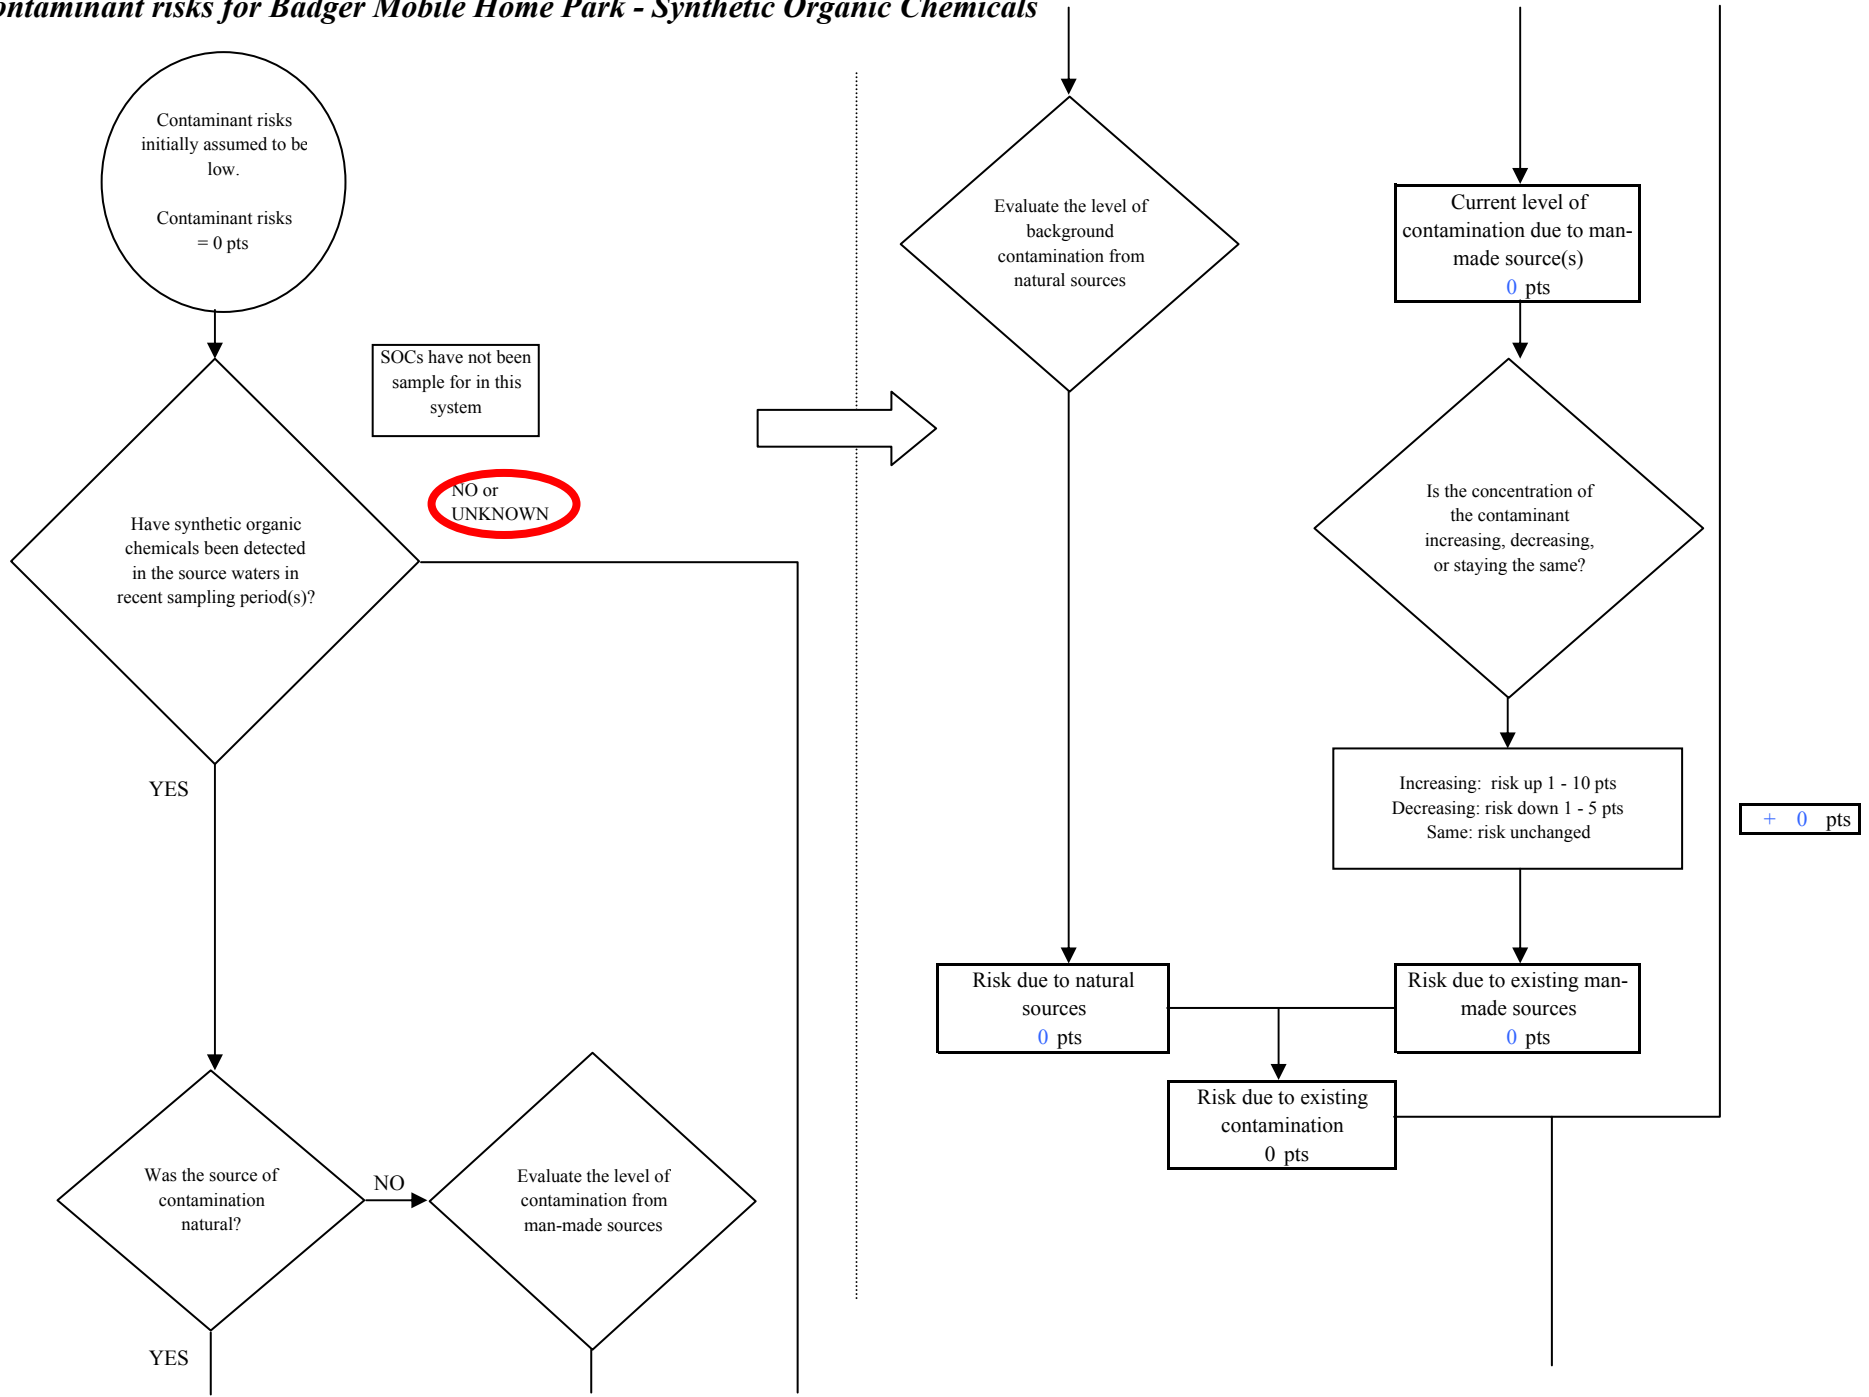 ontaminant risks for Badger Mobile Home Park - Synthetic Organic Chemicals
Contaminant risks
initially assumed to be
low.
Contaminant risks
= 0 pts
SOCs have not been
sample for in this
system
NO or
UNKNOWN
Have synthetic organic
chemicals been detected
in the source waters in
recent sampling period(s)?
YES
Was the source of
contamination
natural?
NO
Evaluate the level of
contamination from
man-made sources
YES
Evaluate the level of
background
contamination from
natural sources
Current level of
contamination due to man-
made source(s)
0 pts
Is the concentration of
the contaminant
increasing, decreasing,
or staying the same?
Increasing: risk up 1 - 10 pts
Decreasing: risk down 1 - 5 pts
Same: risk unchanged
+ 0 pts
Risk due to natural
sources
0 pts
Risk due to existing man-
made sources
0 pts
Risk due to existing
contamination
0 pts